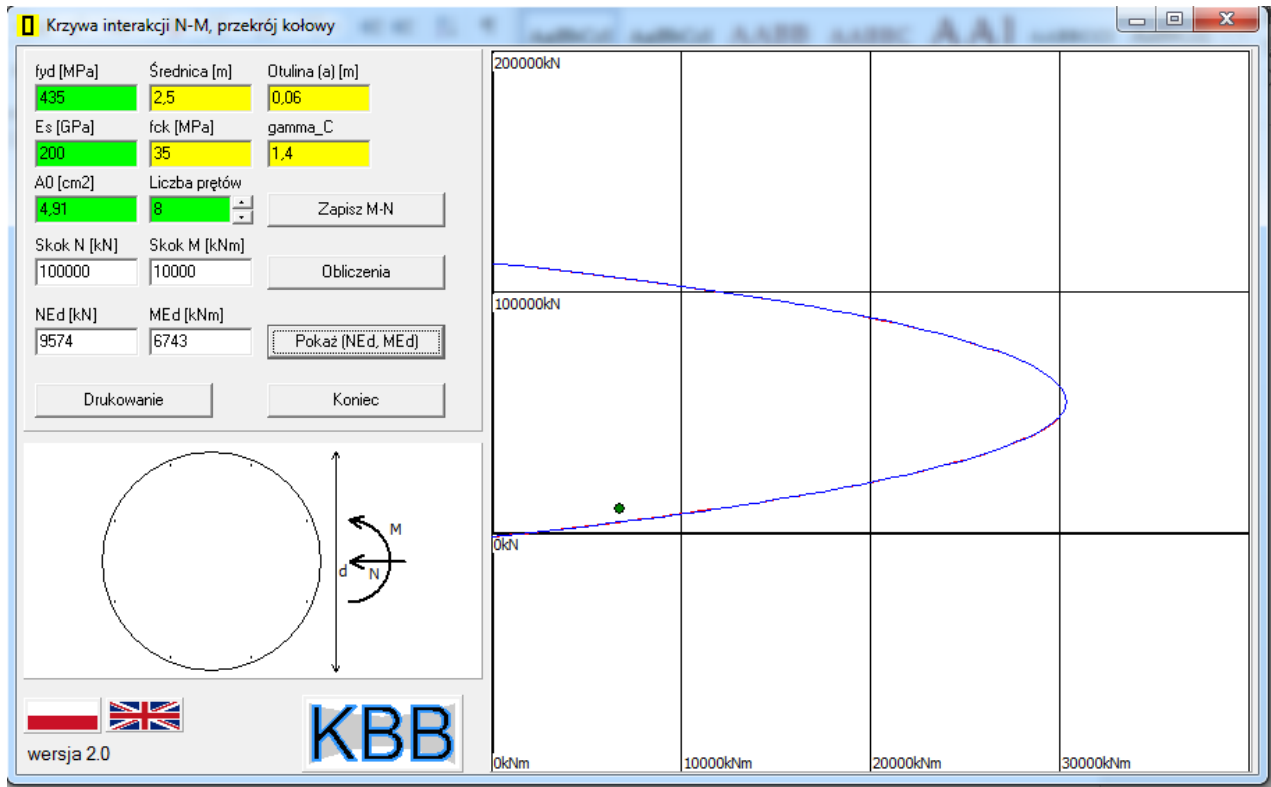 Krzywa interakcji N-M, przekrój kołowy
fyd [MPa] Średnica [m] Otulina (a) [m]
435 2,5 0,06
Es [GPa] fck [MPa] gamma_C
200 35 1,4
A0 [cm2] Liczba prętów
4,91 8 Zapisz M-N
Skok N [kN] Skok M [kNm]
100000 10000 Obliczenia
NEd [kN] MEd [kNm]
9574 6743 Pokaż (NEd, MEd)
Drukowanie Koniec
M
d N
KBB
wersja 2.0
200000kN
100000kN
0kN
0kNm 10000kNm 20000kNm 30000kNm